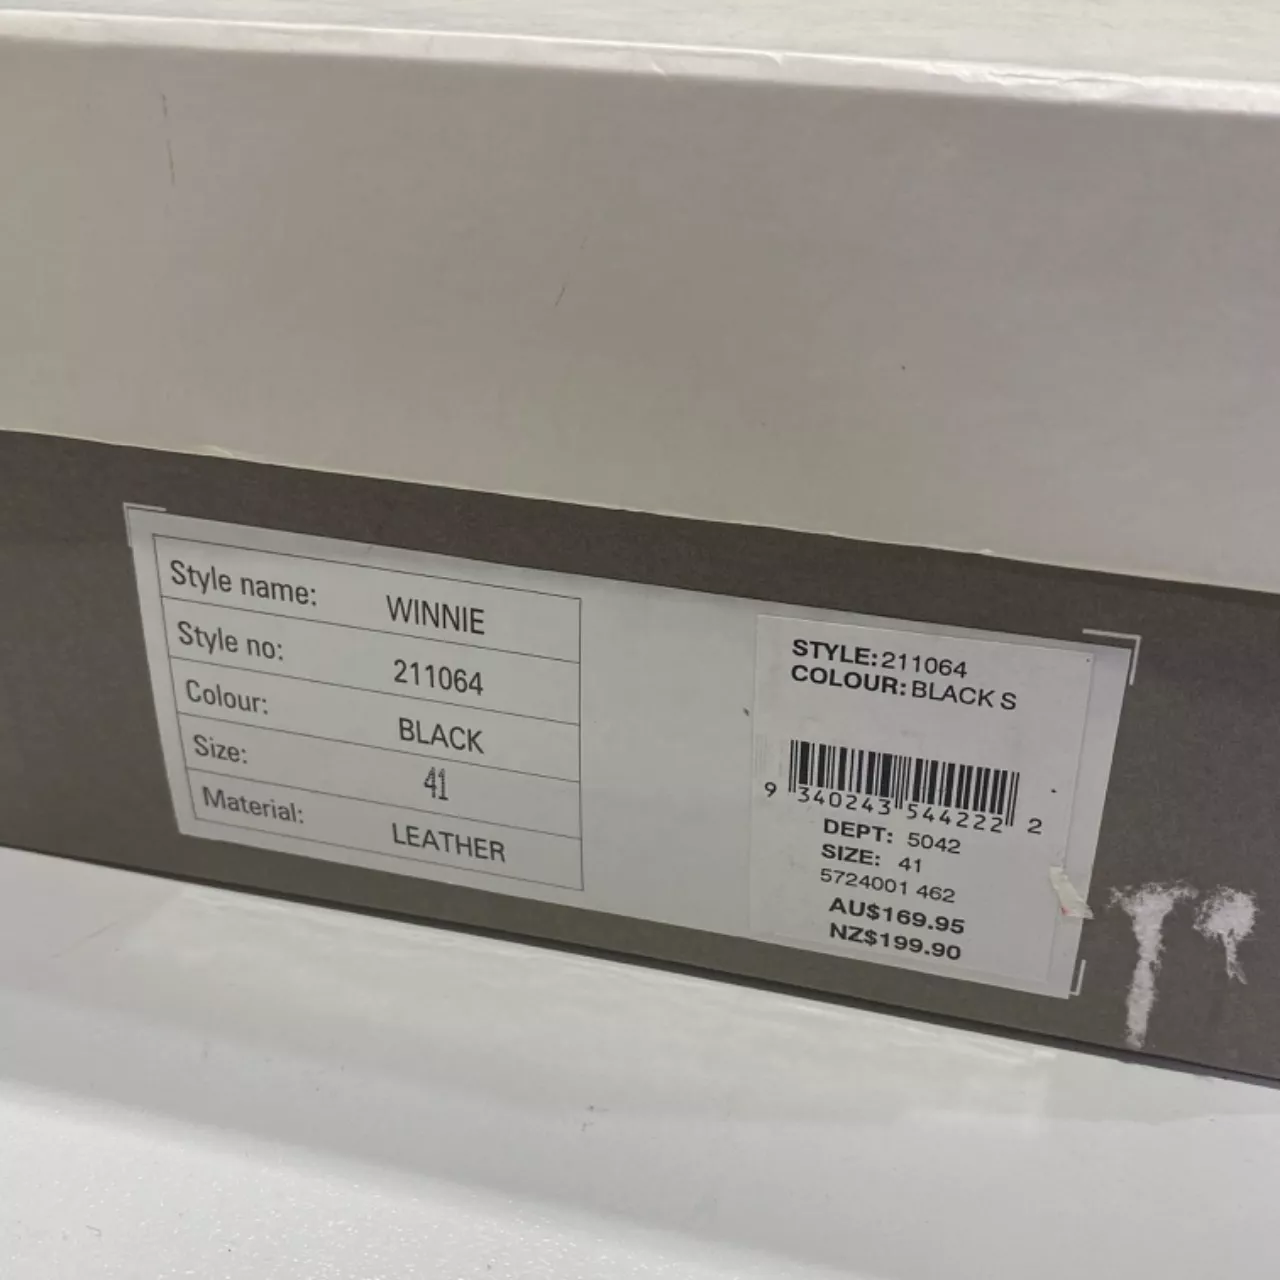 Style name: WINNIE
Style no: 211064
Colour: BLACK
Size: 41
Material: LEATHER
STYLE: 211064
COLOUR: BLACK S
9 340243 544222 2
DEPT: 5042
SIZE: 41
5724001 462
AU$169.95
NZ$199.90